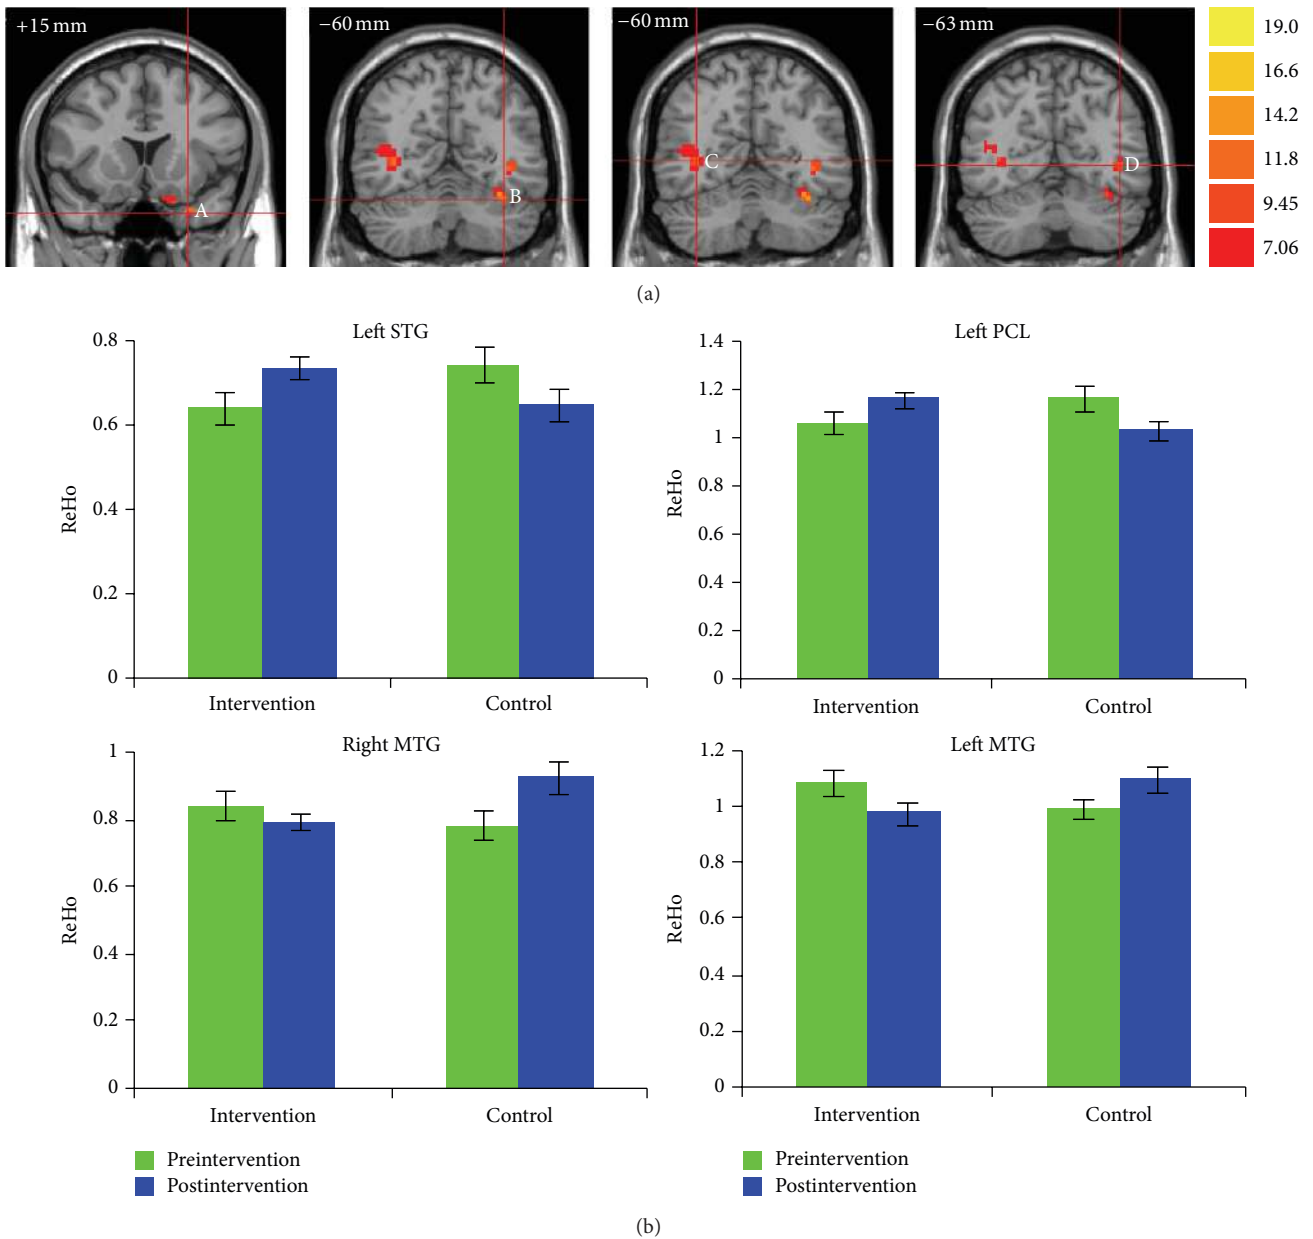 +15 mm
−60 mm
−60 mm
−63 mm
A
B
C
D
19.0
16.6
14.2
11.8
9.45
7.06
(a)
Left STG
0.8
0.6
0.4
0.2
0
ReHo
Intervention
Control
Left PCL
1.4
1.2
1
0.8
0.6
0.4
0.2
0
ReHo
Intervention
Control
Right MTG
1
0.8
0.6
0.4
0.2
0
ReHo
Intervention
Control
Preintervention
Postintervention
Left MTG
1.2
1
0.8
0.6
0.4
0.2
0
ReHo
Intervention
Control
Preintervention
Postintervention
(b)